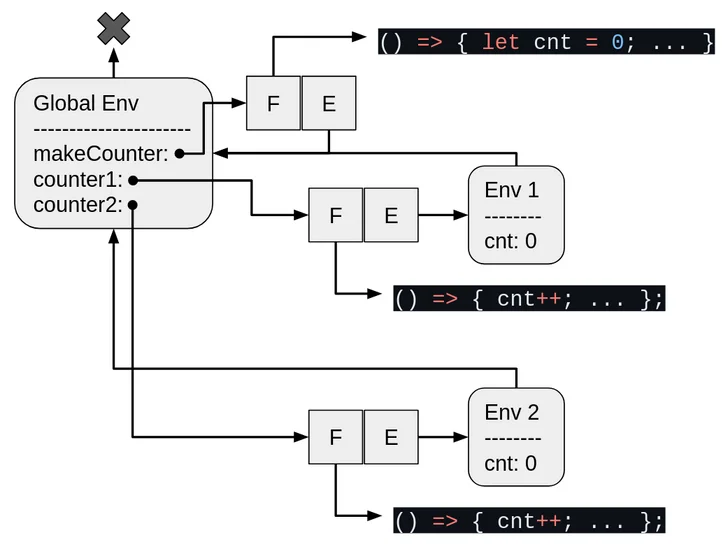 () => { let cnt = 0; ... }
Global Env
-----------------------
makeCounter:
counter1:
counter2:
F E
Env 1
--------
cnt: 0
F E
() => { cnt++; ... };
Env 2
--------
cnt: 0
F E
() => { cnt++; ... };